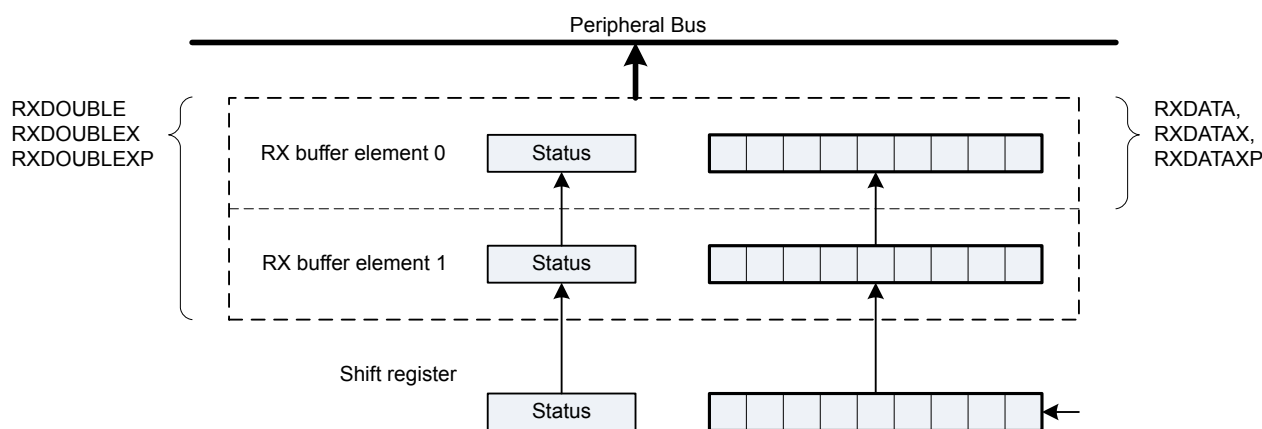 Peripheral Bus
RXDOUBLE
RXDOUBLEX
RXDOUBLEXP
RXDATA,
RXDATAX,
RXDATAXP
RX buffer element 0
Status
RX buffer element 1
Status
Shift register
Status